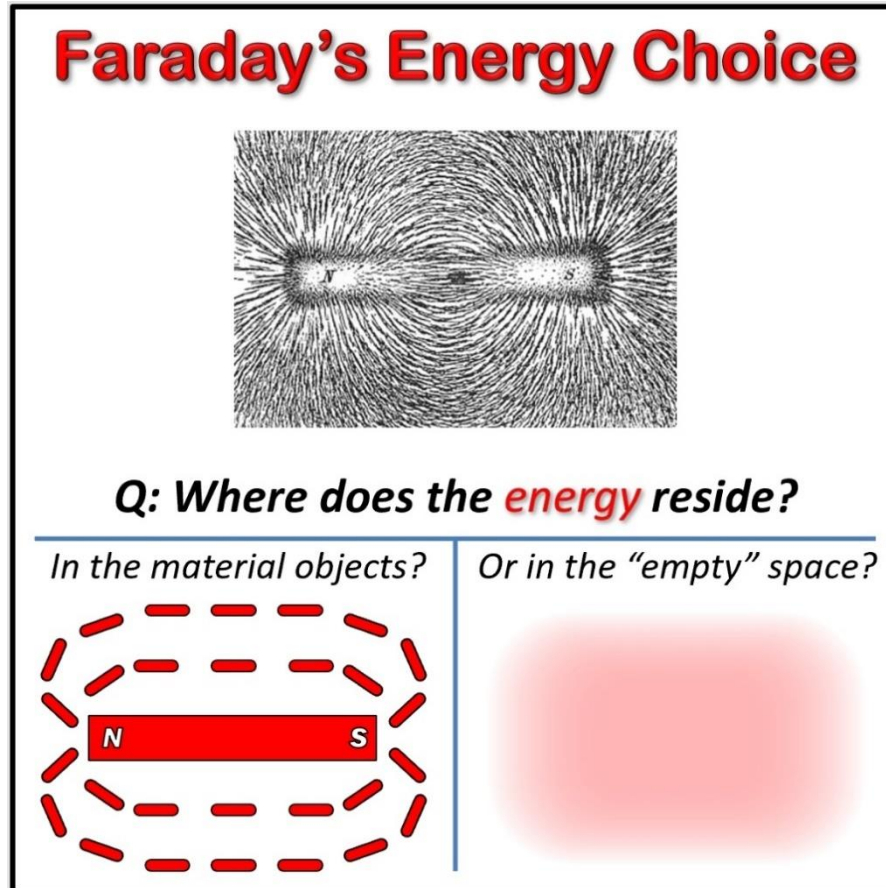 Faraday's Energy Choice
N S
Q: Where does the energy reside?
In the material objects?
Or in the “empty” space?
N S